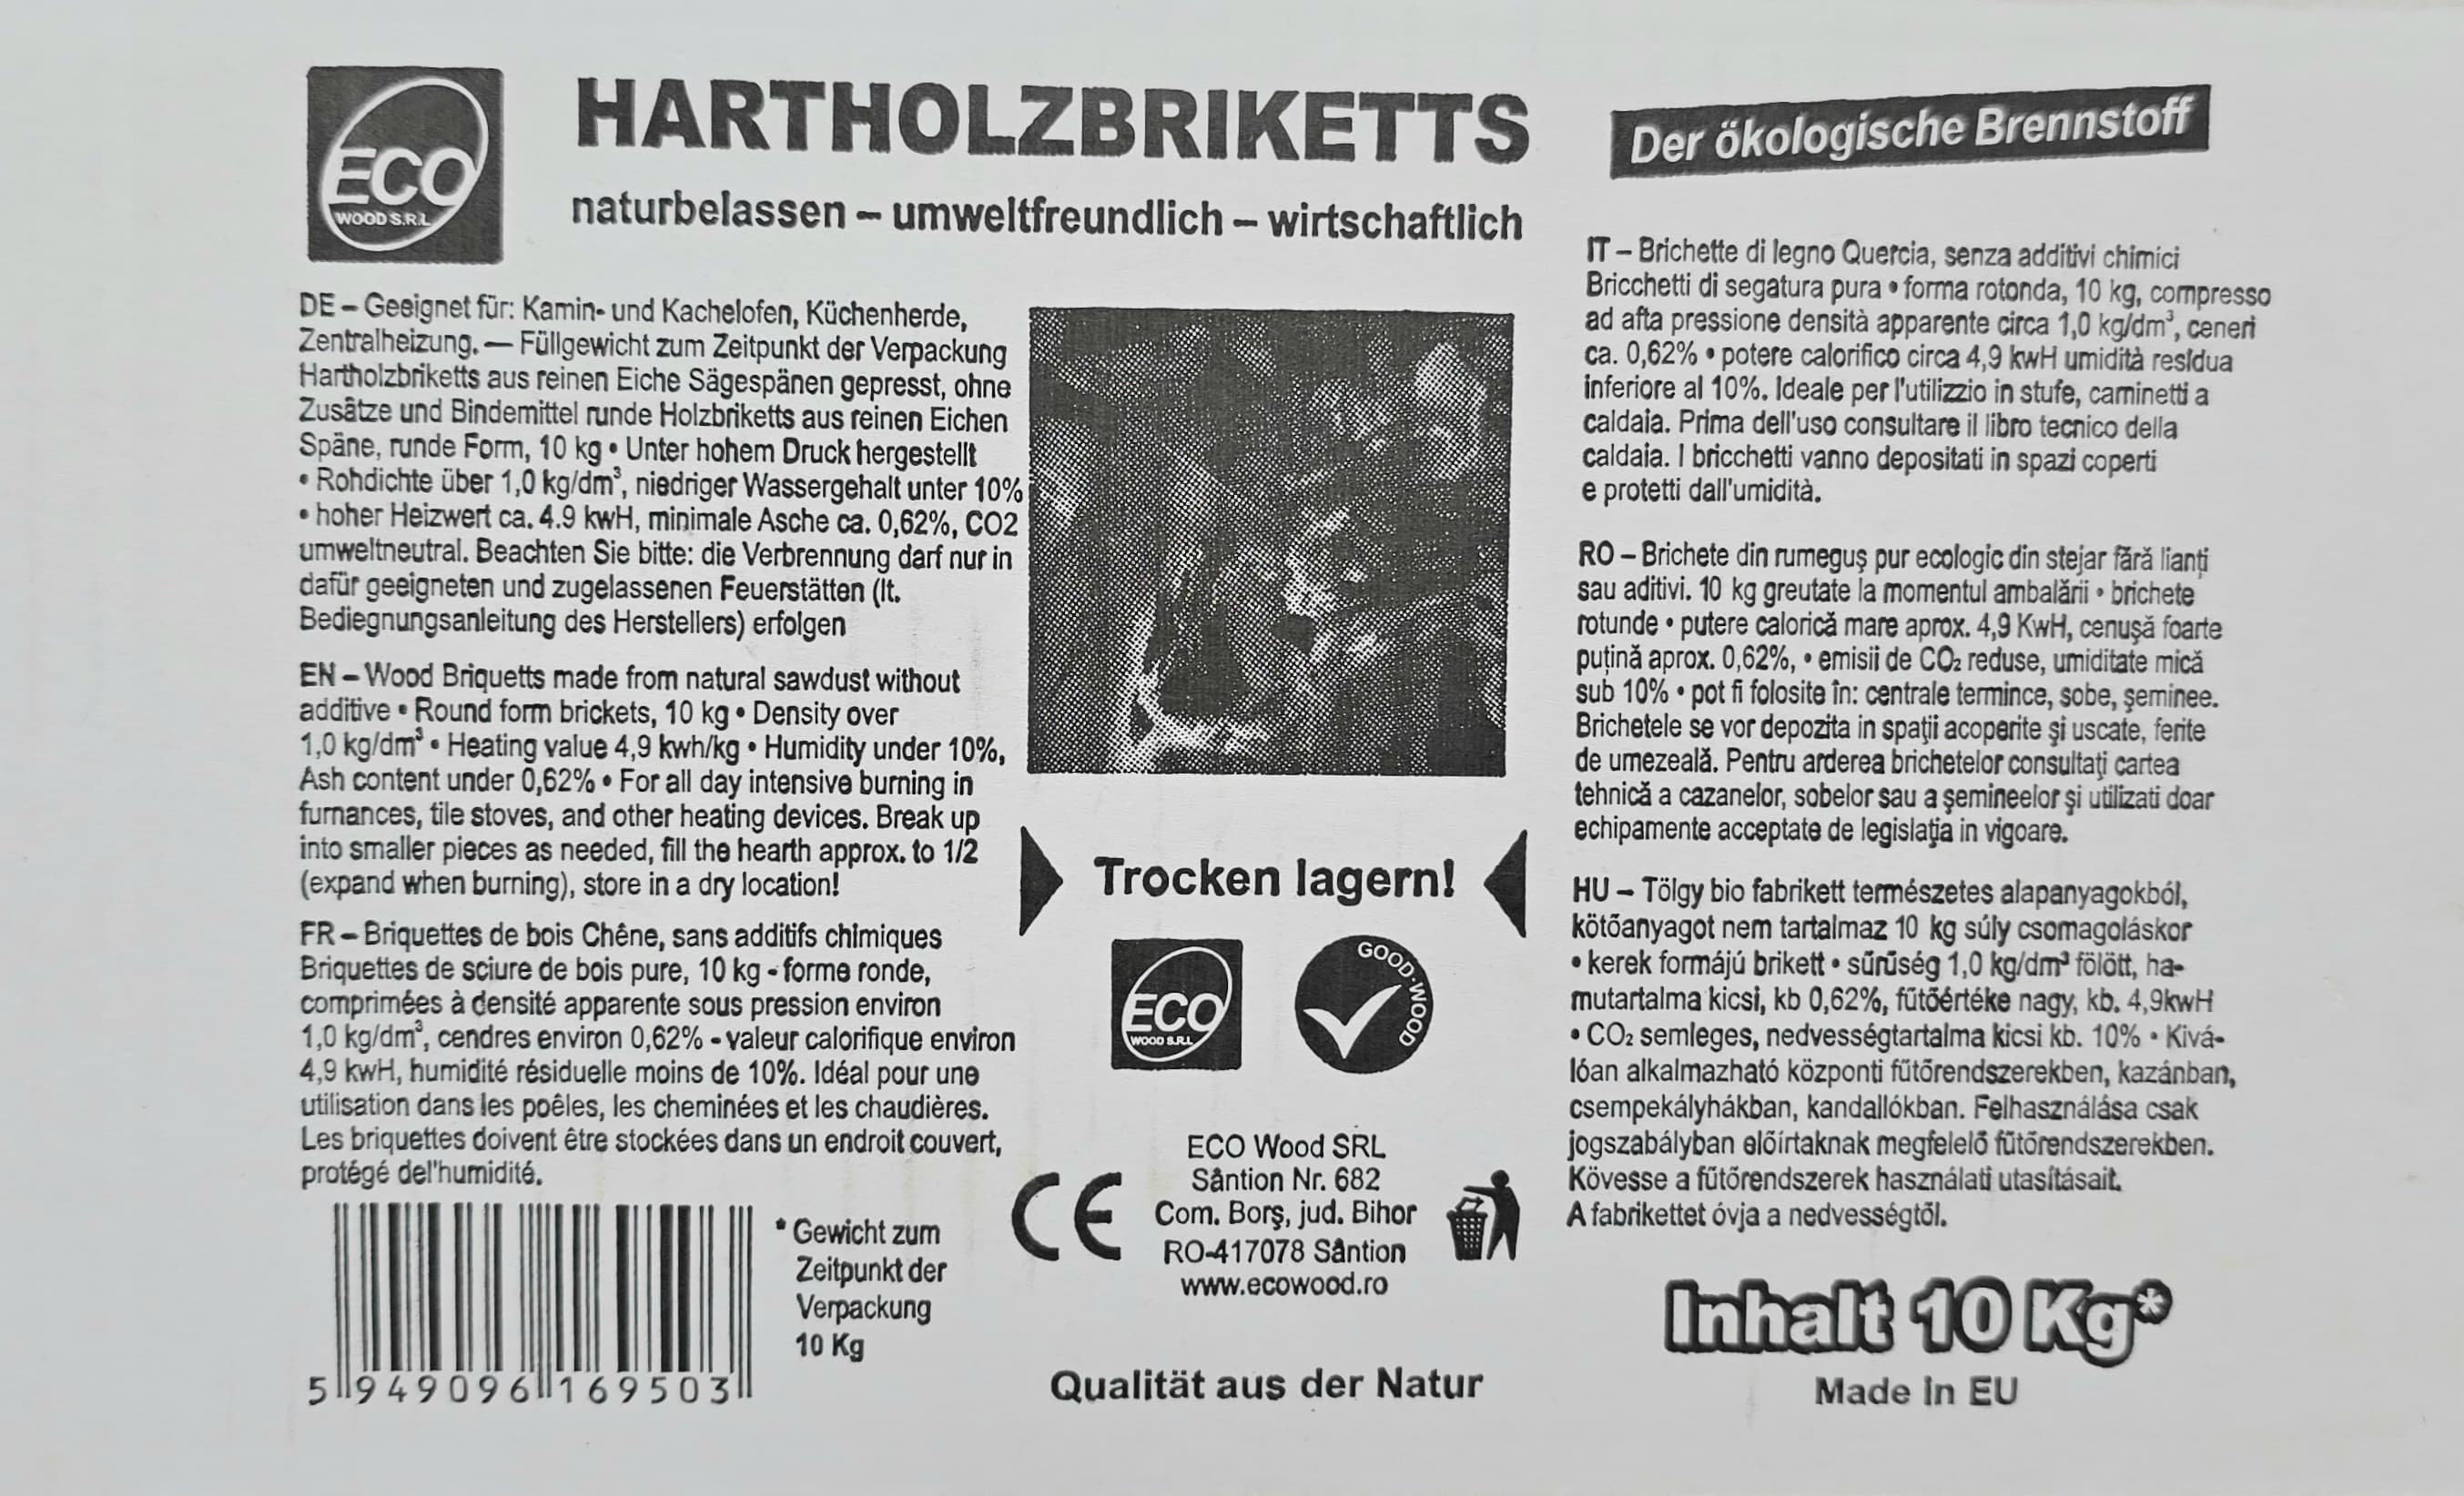 ECO
WOOD S.R.L
HARTHOLZBRIKETTS
naturbelassen – umweltfreundlich – wirtschaftlich
Der ökologische Brennstoff
DE – Geeignet für: Kamin- und Kachelofen, Küchenherde,
Zentralheizung. — Füllgewicht zum Zeitpunkt der Verpackung
Hartholzbriketts aus reinen Eiche Sägespänen gepresst, ohne
Zusätze und Bindemittel runde Holzbriketts aus reinen Eichen
Späne, runde Form, 10 kg • Unter hohem Druck hergestellt
• Rohdichte über 1,0 kg/dm³, niedriger Wassergehalt unter 10%
• hoher Heizwert ca. 4.9 kwH, minimale Asche ca. 0,62%, CO2
umweltneutral. Beachten Sie bitte: die Verbrennung darf nur in
dafür geeigneten und zugelassenen Feuerstätten (lt.
Bediegnungsanleitung des Herstellers) erfolgen
EN – Wood Briquetts made from natural sawdust without
additive • Round form brickets, 10 kg • Density over
1,0 kg/dm³ • Heating value 4,9 kwh/kg • Humidity under 10%,
Ash content under 0,62% • For all day intensive burning in
furnances, tile stoves, and other heating devices. Break up
into smaller pieces as needed, fill the hearth approx. to 1/2
(expand when burning), store in a dry location!
FR – Briquettes de bois Chêne, sans additifs chimiques
Briquettes de sciure de bois pure, 10 kg - forme ronde,
comprimées à densité apparente sous pression environ
1,0 kg/dm³, cendres environ 0,62% - valeur calorifique environ
4,9 kwH, humidité résiduelle moins de 10%. Idéal pour une
utilisation dans les poêles, les cheminées et les chaudières.
Les briquettes doivent être stockées dans un endroit couvert,
protégé del'humidité.
5 949096 169503
* Gewicht zum
Zeitpunkt der
Verpackung
10 Kg
Trocken lagern!
ECO
WOOD S.R.L
GOOD·WOOD
CE
ECO Wood SRL
Sântion Nr. 682
Com. Borş, jud. Bihor
RO-417078 Sântion
www.ecowood.ro
Qualität aus der Natur
IT – Brichette di legno Quercia, senza additivi chimici
Bricchetti di segatura pura • forma rotonda, 10 kg, compresso
ad afta pressione densità apparente circa 1,0 kg/dm³, ceneri
ca. 0,62% • potere calorifico circa 4,9 kwH umidità residua
inferiore al 10%. Ideale per l'utilizzio in stufe, caminetti a
caldaia. Prima dell'uso consultare il libro tecnico della
caldaia. I bricchetti vanno depositati in spazi coperti
e protetti dall'umidità.
RO – Brichete din rumeguş pur ecologic din stejar fără lianţi
sau aditivi. 10 kg greutate la momentul ambalării • brichete
rotunde • putere calorică mare aprox. 4,9 KwH, cenuşă foarte
puţină aprox. 0,62%, • emisii de CO₂ reduse, umiditate mică
sub 10% • pot fi folosite în: centrale termince, sobe, şeminee.
Brichetele se vor depozita in spaţii acoperite şi uscate, ferite
de umezeală. Pentru arderea brichetelor consultaţi cartea
tehnică a cazanelor, sobelor sau a şemineelor şi utilizati doar
echipamente acceptate de legislaţia in vigoare.
HU – Tölgy bio fabrikett természetes alapanyagokból,
kötőanyagot nem tartalmaz 10 kg súly csomagoláskor
• kerek formájú brikett • sűrűség 1,0 kg/dm³ fölött, ha-
mutartalma kicsi, kb 0,62%, fűtőértéke nagy, kb. 4,9kwH
• CO₂ semleges, nedvességtartalma kicsi kb. 10% • Kivá-
lóan alkalmazható központi fűtőrendszerekben, kazánban,
csempekályhákban, kandallókban. Felhasználása csak
jogszabályban előírtaknak megfelelő fűtőrendszerekben.
Kövesse a fűtőrendszerek használati utasításait.
A fabrikettet óvja a nedvességtől.
Inhalt 10 Kg*
Made in EU